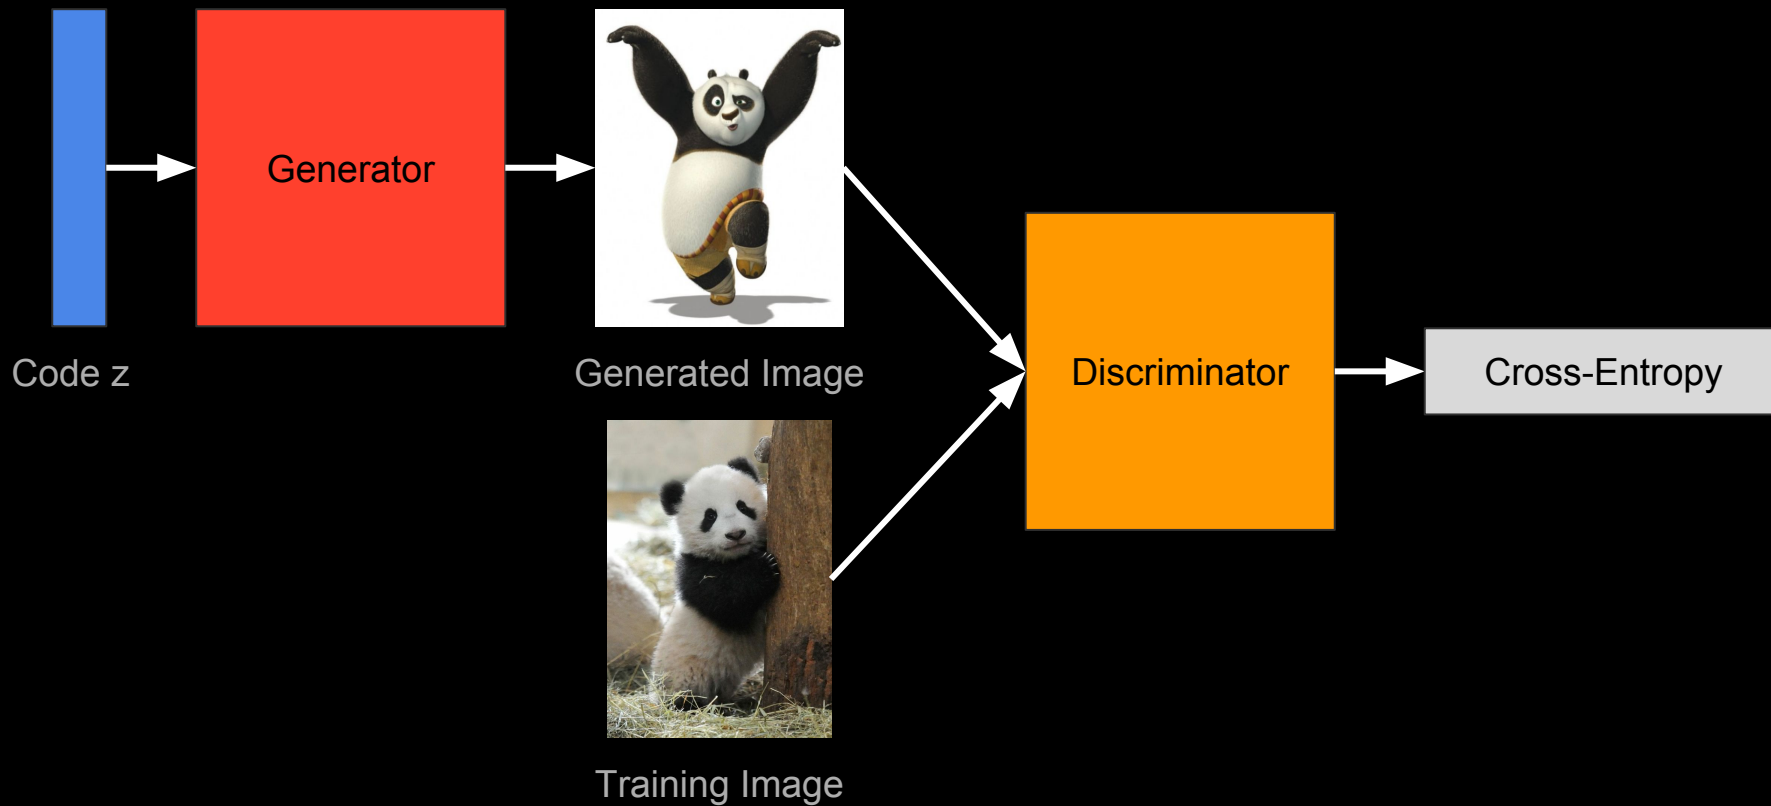 Generator
Code z
Generated Image
Discriminator
Cross-Entropy
Training Image